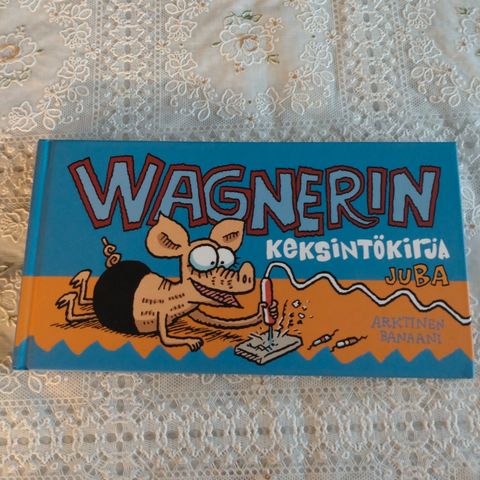 WAGNERIN
KEKSINTÖKIRJA
JUBA
ARKTINEN
BANAANI